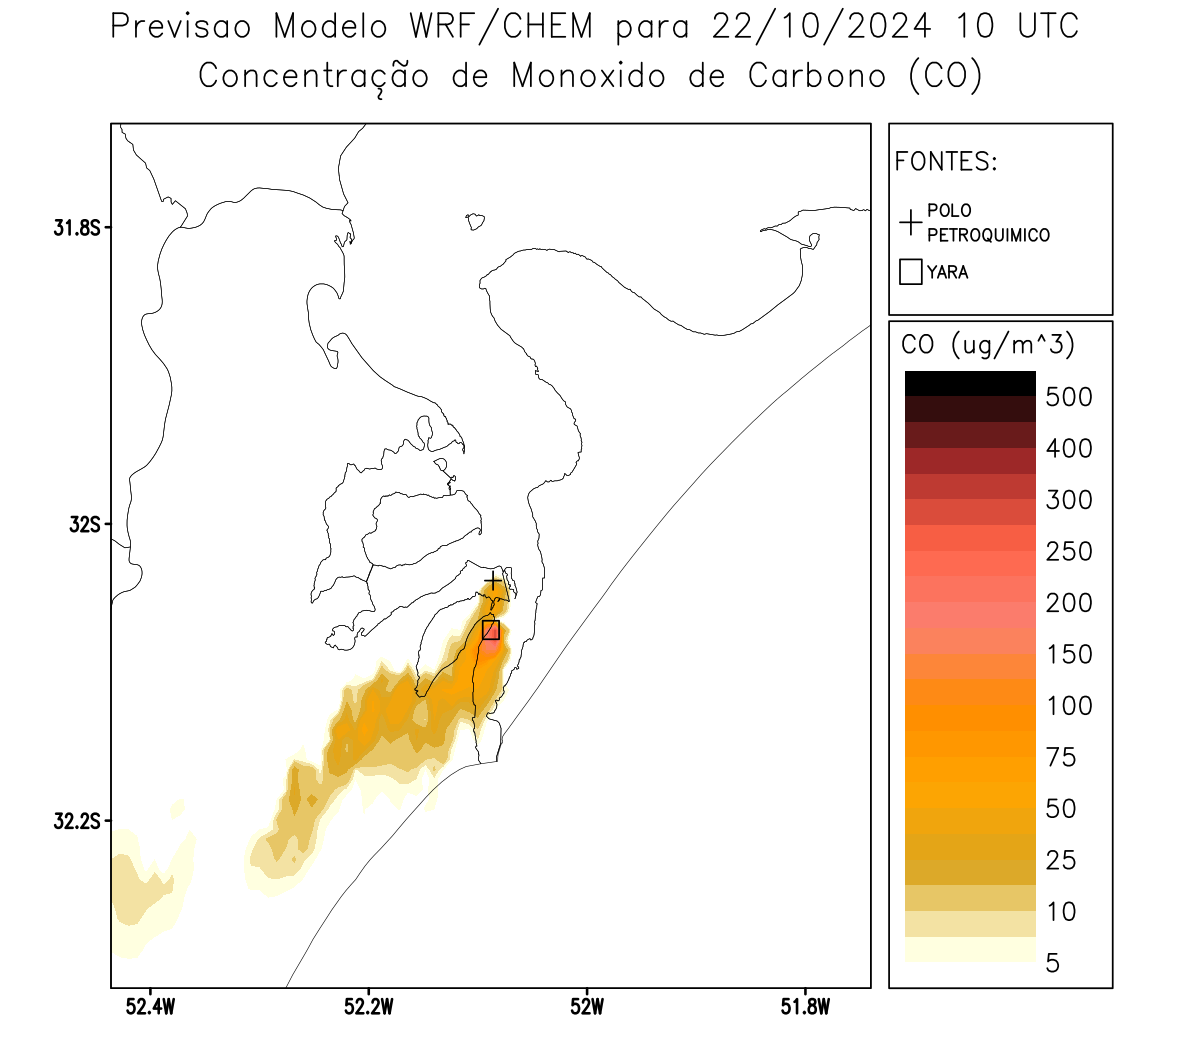 Previsao Modelo WRF/CHEM para 22/10/2024 10 UTC
Concentração de Monoxido de Carbono (CO)
FONTES:
POLO
PETROQUIMICO
YARA
CO (ug/m^3)
500
400
300
250
200
150
100
75
50
25
10
5
31.8S
32S
32.2S
52.4W
52.2W
52W
51.8W